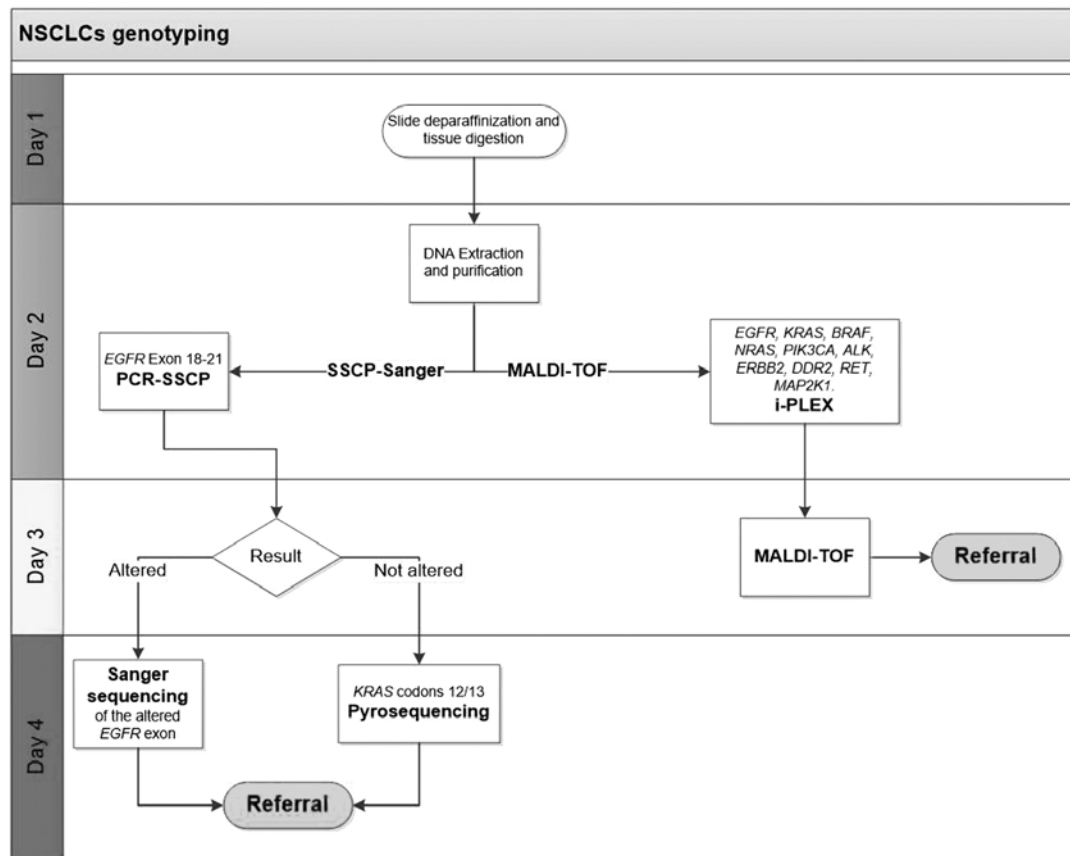 NSCLCs genotyping
Day 1
Slide deparaffinization and
tissue digestion
Day 2
DNA Extraction
and purification
EGFR Exon 18-21
PCR-SSCP
SSCP-Sanger
MALDI-TOF
EGFR, KRAS, BRAF,
NRAS, PIK3CA, ALK,
ERBB2, DDR2, RET,
MAP2K1.
i-PLEX
Day 3
Result
Altered
Not altered
MALDI-TOF
Referral
Day 4
Sanger
sequencing
of the altered
EGFR exon
KRAS codons 12/13
Pyrosequencing
Referral